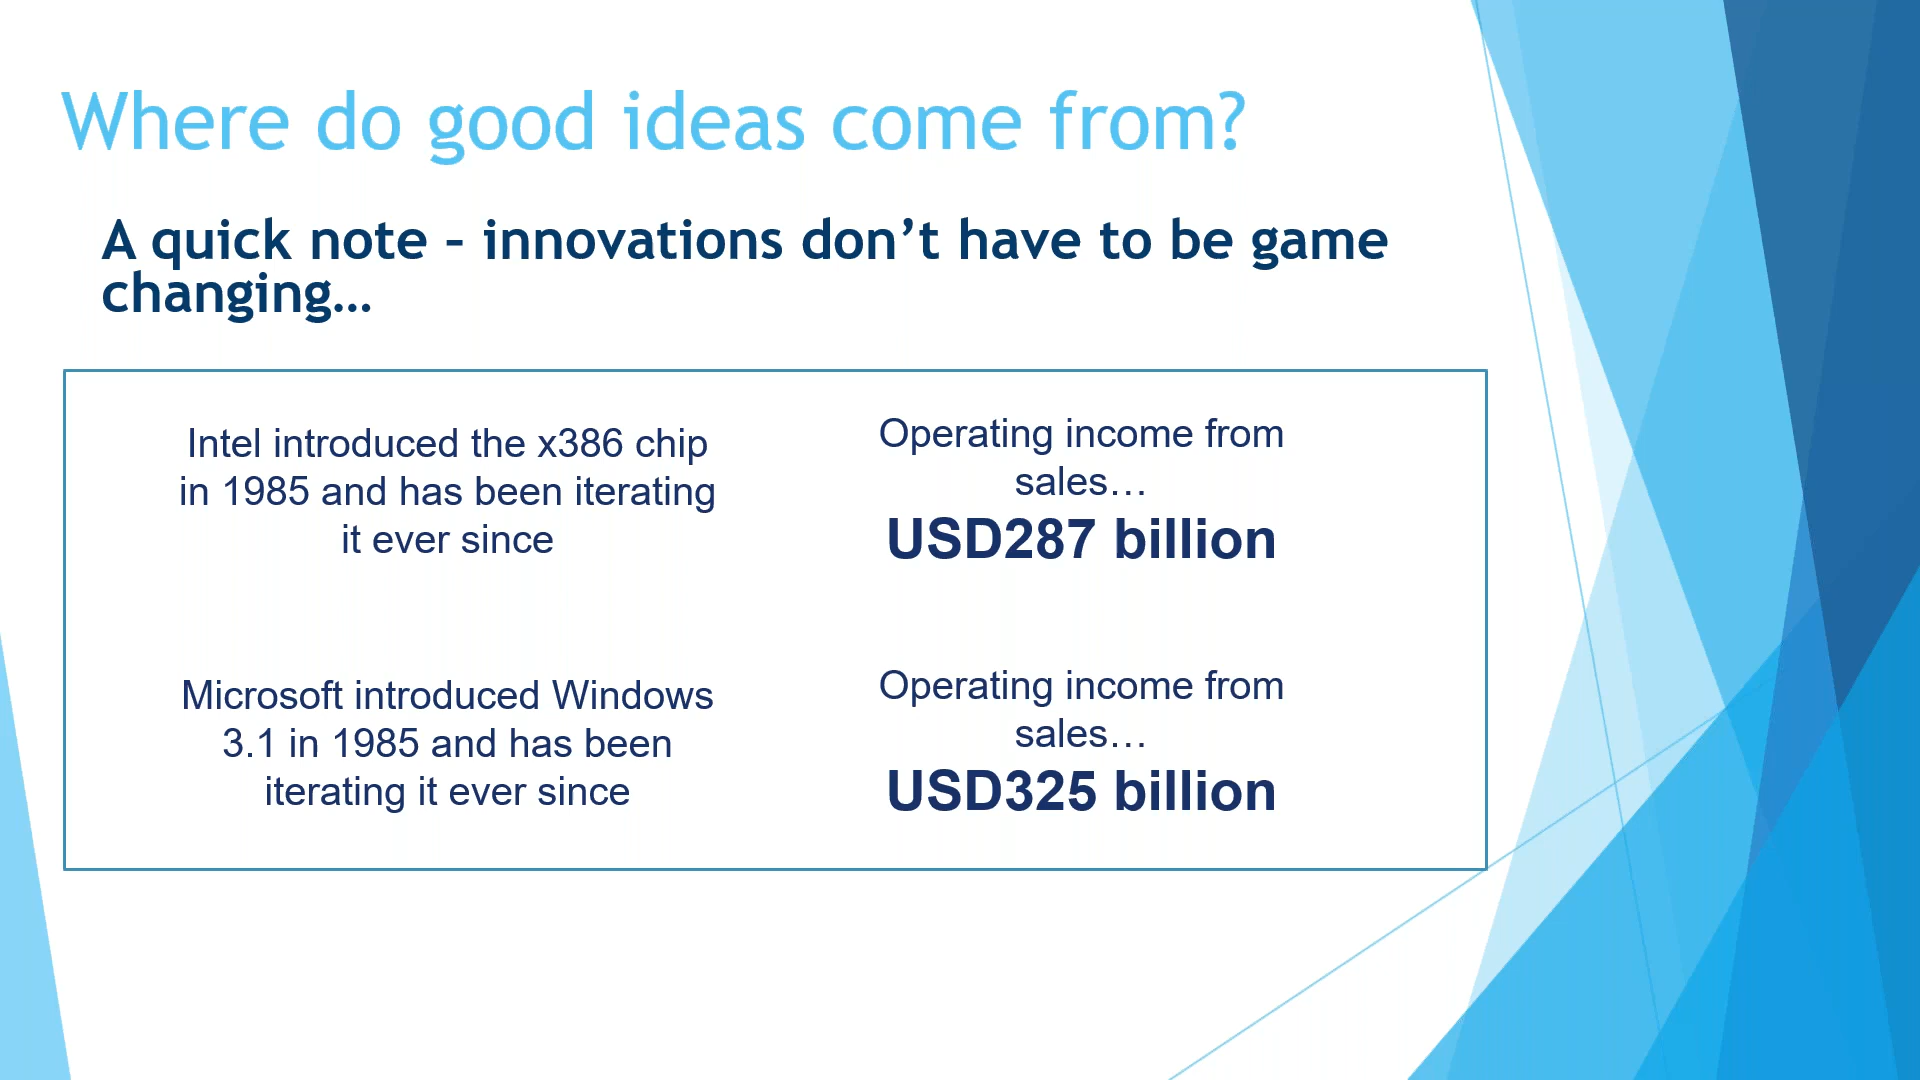 Where do good ideas come from?
A quick note – innovations don’t have to be game
changing…
Intel introduced the x386 chip
in 1985 and has been iterating
it ever since
Operating income from
sales…
USD287 billion
Microsoft introduced Windows
3.1 in 1985 and has been
iterating it ever since
Operating income from
sales…
USD325 billion